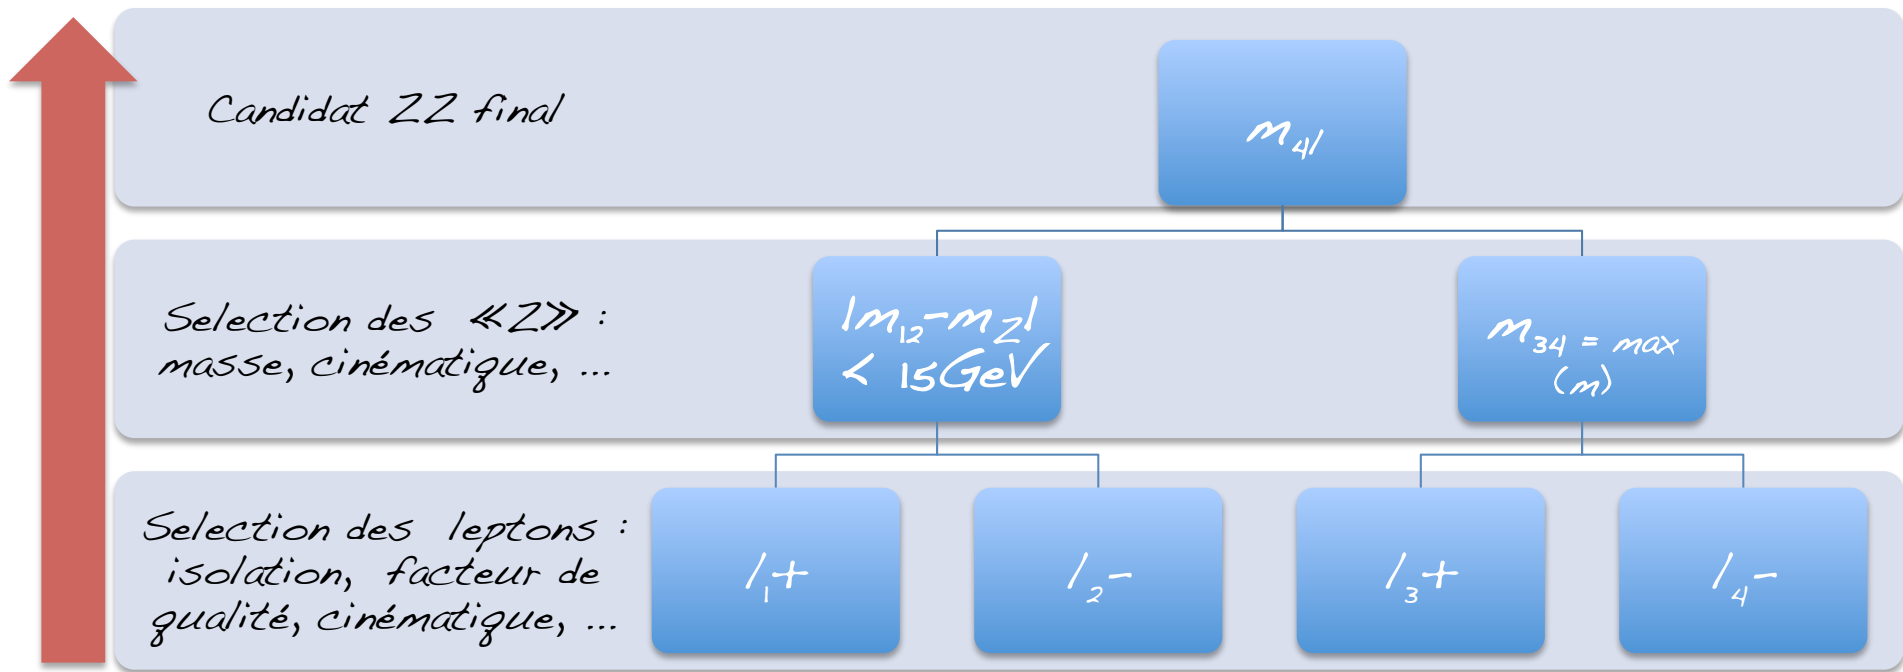 Candidat ZZ final
m4l
Selection des «Z» :
masse, cinématique, ...
|m12-mZ|
< 15GeV
m34 = max
(m)
Selection des leptons :
isolation, facteur de
qualité, cinématique, ...
l1+
l2-
l3+
l4-